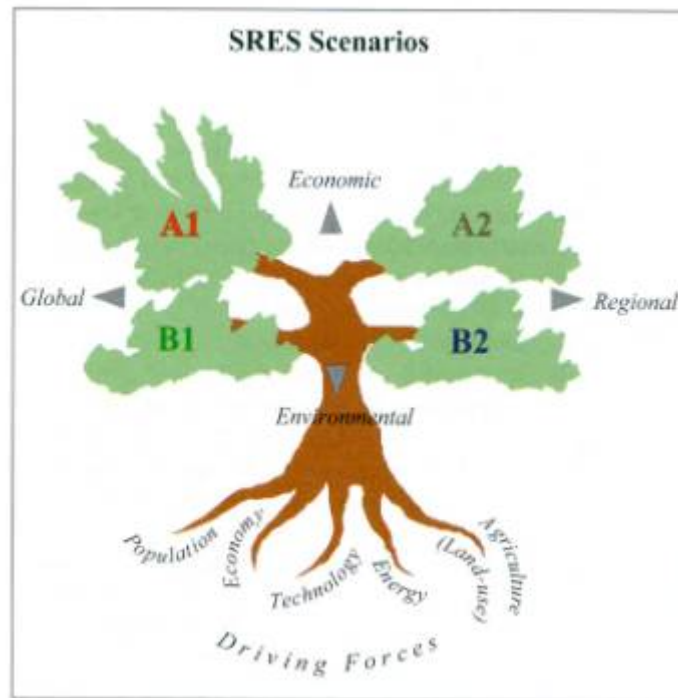 SRES Scenarios
Economic
A1
A2
Global
Regional
B1
B2
Environmental
Population
Economy
Technology
Energy
Agriculture
(Land-use)
Driving Forces